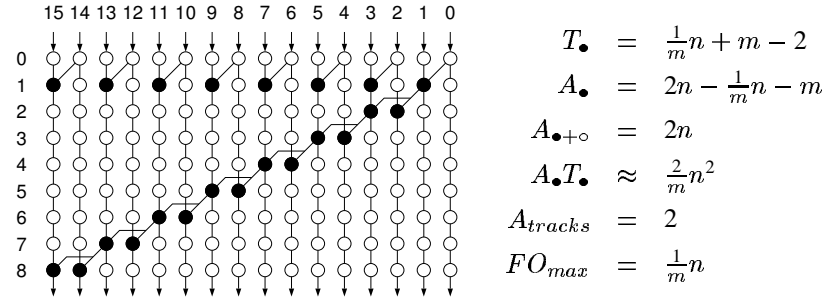 15 14 13 12 11 10 9 8 7 6 5 4 3 2 1 0
0
1
2
3
4
5
6
7
8
T● = 1/m n + m − 2
A● = 2n − 1/m n − m
A●+○ = 2n
A●T● ≈ 2/m n²
A_tracks = 2
FO_max = 1/m n